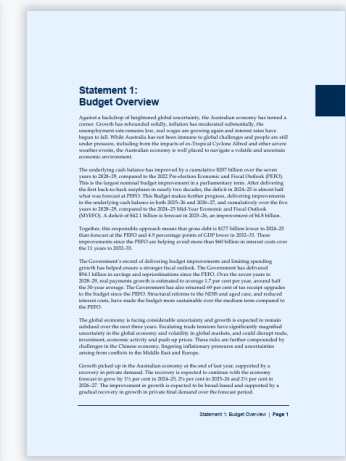 Statement 1:
Budget Overview
Against a backdrop of heightened global uncertainty, the Australian economy has turned a
corner. Growth has rebounded solidly, inflation has moderated substantially, the
unemployment rate remains low, real wages are growing again and interest rates have
begun to fall. While Australia has not been immune to global challenges and people are still
under pressure, including from the impacts of ex-Tropical Cyclone Alfred and other severe
weather events, the Australian economy is well placed to navigate a volatile and uncertain
economic environment.
The underlying cash balance has improved by a cumulative $207 billion over the seven
years to 2028–29, compared to the 2022 Pre-election Economic and Fiscal Outlook (PEFO).
This is the largest nominal budget improvement in a parliamentary term. After delivering
the first back-to-back surpluses in nearly two decades, the deficit in 2024–25 is almost half
what was forecast at PEFO. This Budget makes further progress, delivering improvements
in the underlying cash balance in both 2025–26 and 2026–27, and cumulatively over the five
years to 2028–29, compared to the 2024–25 Mid-Year Economic and Fiscal Outlook
(MYEFO). A deficit of $42.1 billion is forecast in 2025–26, an improvement of $4.8 billion.
Together, this responsible approach means that gross debt is $177 billion lower in 2024–25
than forecast at the PEFO and 4.9 percentage points of GDP lower in 2032–33. These
improvements since the PEFO are helping avoid more than $60 billion in interest costs over
the 11 years to 2032–33.
The Government's record of delivering budget improvements and limiting spending
growth has helped ensure a stronger fiscal outlook. The Government has delivered
$94.1 billion in savings and reprioritisations since the PEFO. Over the seven years to
2028–29, real payments growth is estimated to average 1.7 per cent per year, around half
the 30-year average. The Government has also returned 69 per cent of tax receipt upgrades
to the budget since the PEFO. Structural reforms to the NDIS and aged care, and reduced
interest costs, have made the budget more sustainable over the medium term compared to
the PEFO.
The global economy is facing considerable uncertainty and growth is expected to remain
subdued over the next three years. Escalating trade tensions have significantly magnified
uncertainty in the global economy and volatility in global markets, and could disrupt trade,
investment, economic activity and push up prices. These risks are further compounded by
challenges in the Chinese economy, lingering inflationary pressures and uncertainties
arising from conflicts in the Middle East and Europe.
Growth picked up in the Australian economy at the end of last year, supported by a
recovery in private demand. The recovery is expected to continue with the economy
forecast to grow by 1½ per cent in 2024–25, 2¼ per cent in 2025–26 and 2½ per cent in
2026–27. The improvement in growth is expected to be broad-based and supported by a
gradual recovery in growth in private final demand over the forecast period.
Statement 1: Budget Overview | Page 1